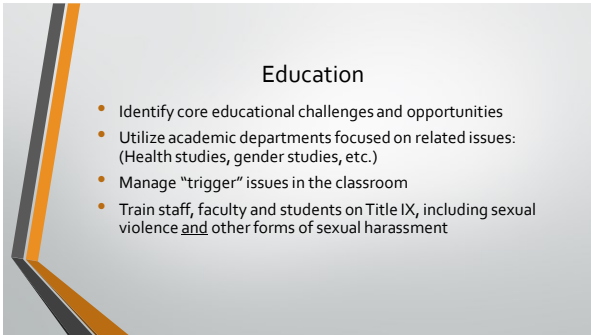 Education
• Identify core educational challenges and opportunities
• Utilize academic departments focused on related issues:
(Health studies, gender studies, etc.)
• Manage “trigger” issues in the classroom
• Train staff, faculty and students on Title IX, including sexual
violence and other forms of sexual harassment